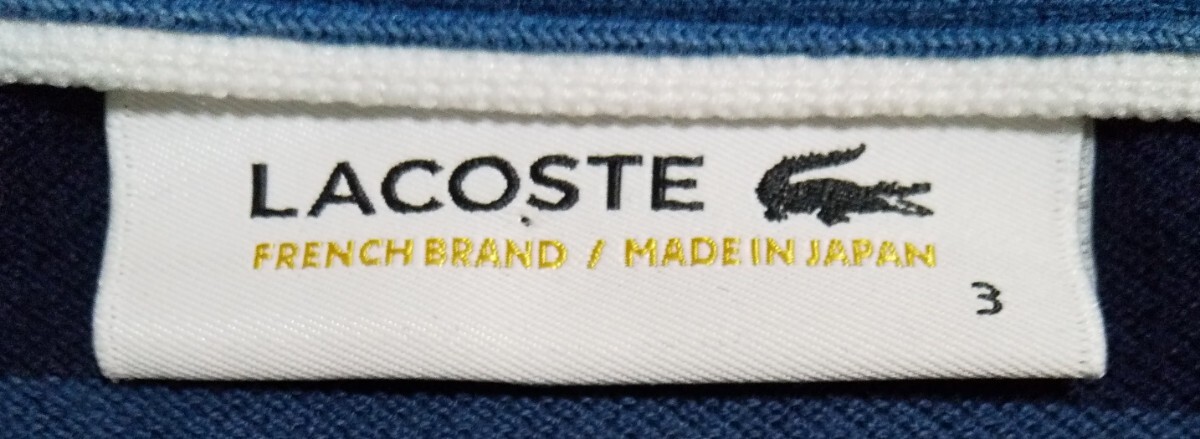 LACOSTE
FRENCH BRAND / MADE IN JAPAN
3